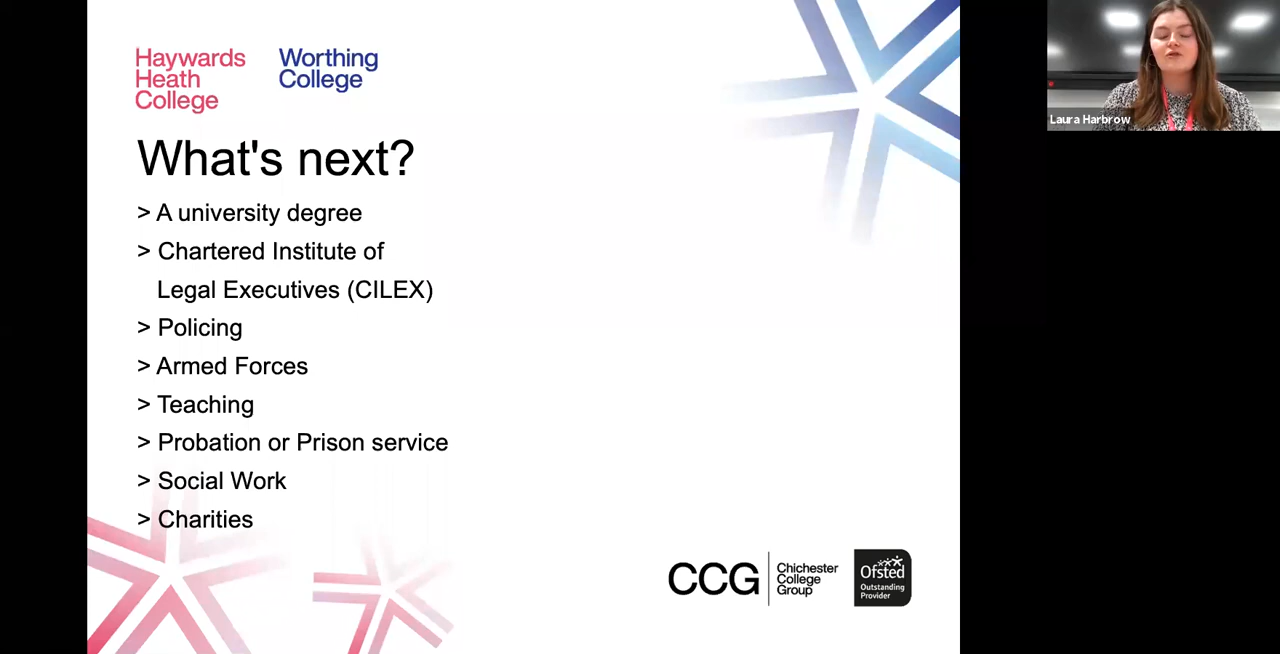 Haywards
Heath
College
Worthing
College
What's next?
> A university degree
> Chartered Institute of
Legal Executives (CILEX)
> Policing
> Armed Forces
> Teaching
> Probation or Prison service
> Social Work
> Charities
CCG
Chichester
College
Group
Ofsted
Outstanding
Provider
Laura Harbrow